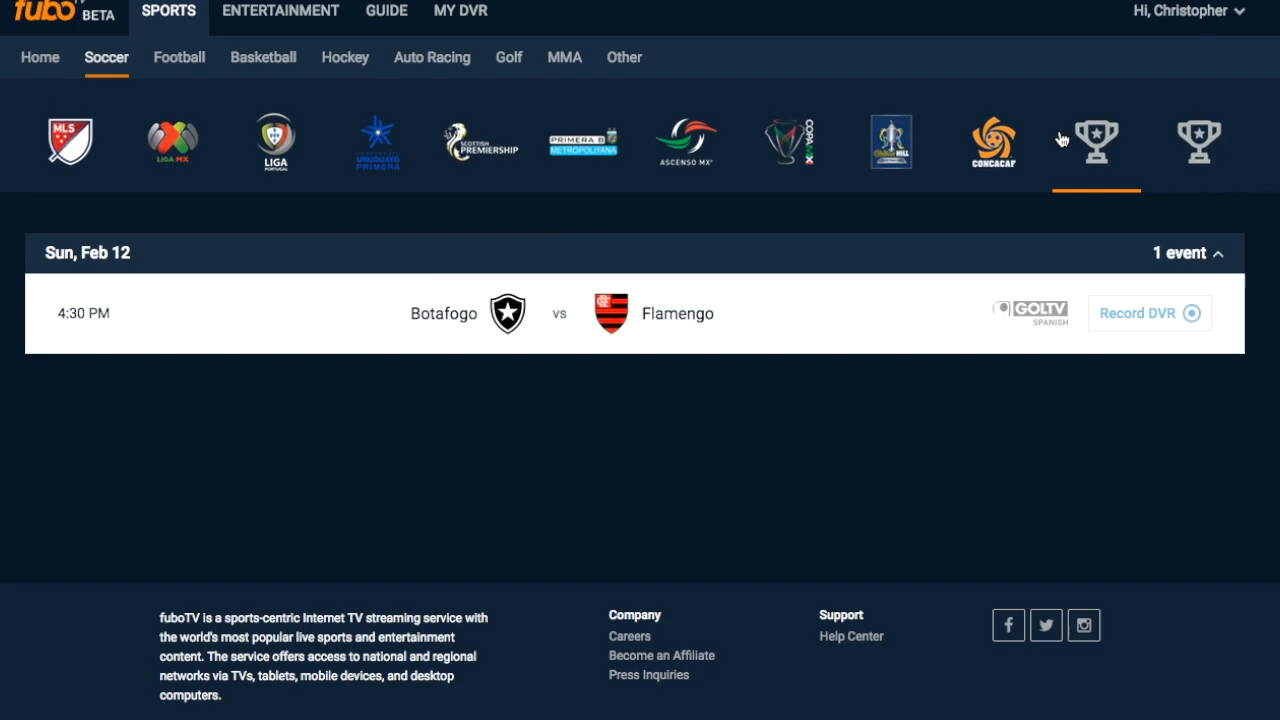 fubo TV BETA SPORTS ENTERTAINMENT GUIDE MY DVR Hi, Christopher
Home Soccer Football Basketball Hockey Auto Racing Golf MMA Other
MLS
LIGA MX
LIGA
PORTUGAL
URUGUAYO
PRIMERA
SCOTTISH
PREMIERSHIP
PRIMERA B
METROPOLITANA
ASCENSO MX
COPA MX
CONCACAF
Sun, Feb 12 1 event
4:30 PM Botafogo vs Flamengo GOLTV SPANISH Record DVR
fuboTV is a sports-centric Internet TV streaming service with
the world's most popular live sports and entertainment
content. The service offers access to national and regional
networks via TVs, tablets, mobile devices, and desktop
computers.
Company
Careers
Become an Affiliate
Press Inquiries
Support
Help Center